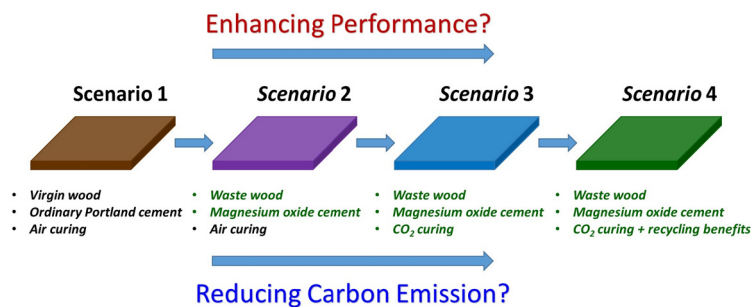 Enhancing Performance?
Scenario 1
Scenario 2
Scenario 3
Scenario 4
• Virgin wood
• Ordinary Portland cement
• Air curing
• Waste wood
• Magnesium oxide cement
• Air curing
• Waste wood
• Magnesium oxide cement
• CO₂ curing
• Waste wood
• Magnesium oxide cement
• CO₂ curing + recycling benefits
Reducing Carbon Emission?